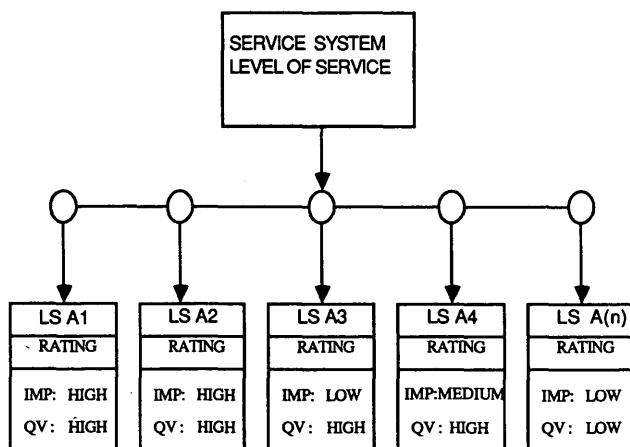 SERVICE SYSTEM
LEVEL OF SERVICE
LS A1
RATING
IMP: HIGH
QV: HIGH
LS A2
RATING
IMP: HIGH
QV: HIGH
LS A3
RATING
IMP: LOW
QV: HIGH
LS A4
RATING
IMP:MEDIUM
QV: HIGH
LS A(n)
RATING
IMP: LOW
QV: LOW